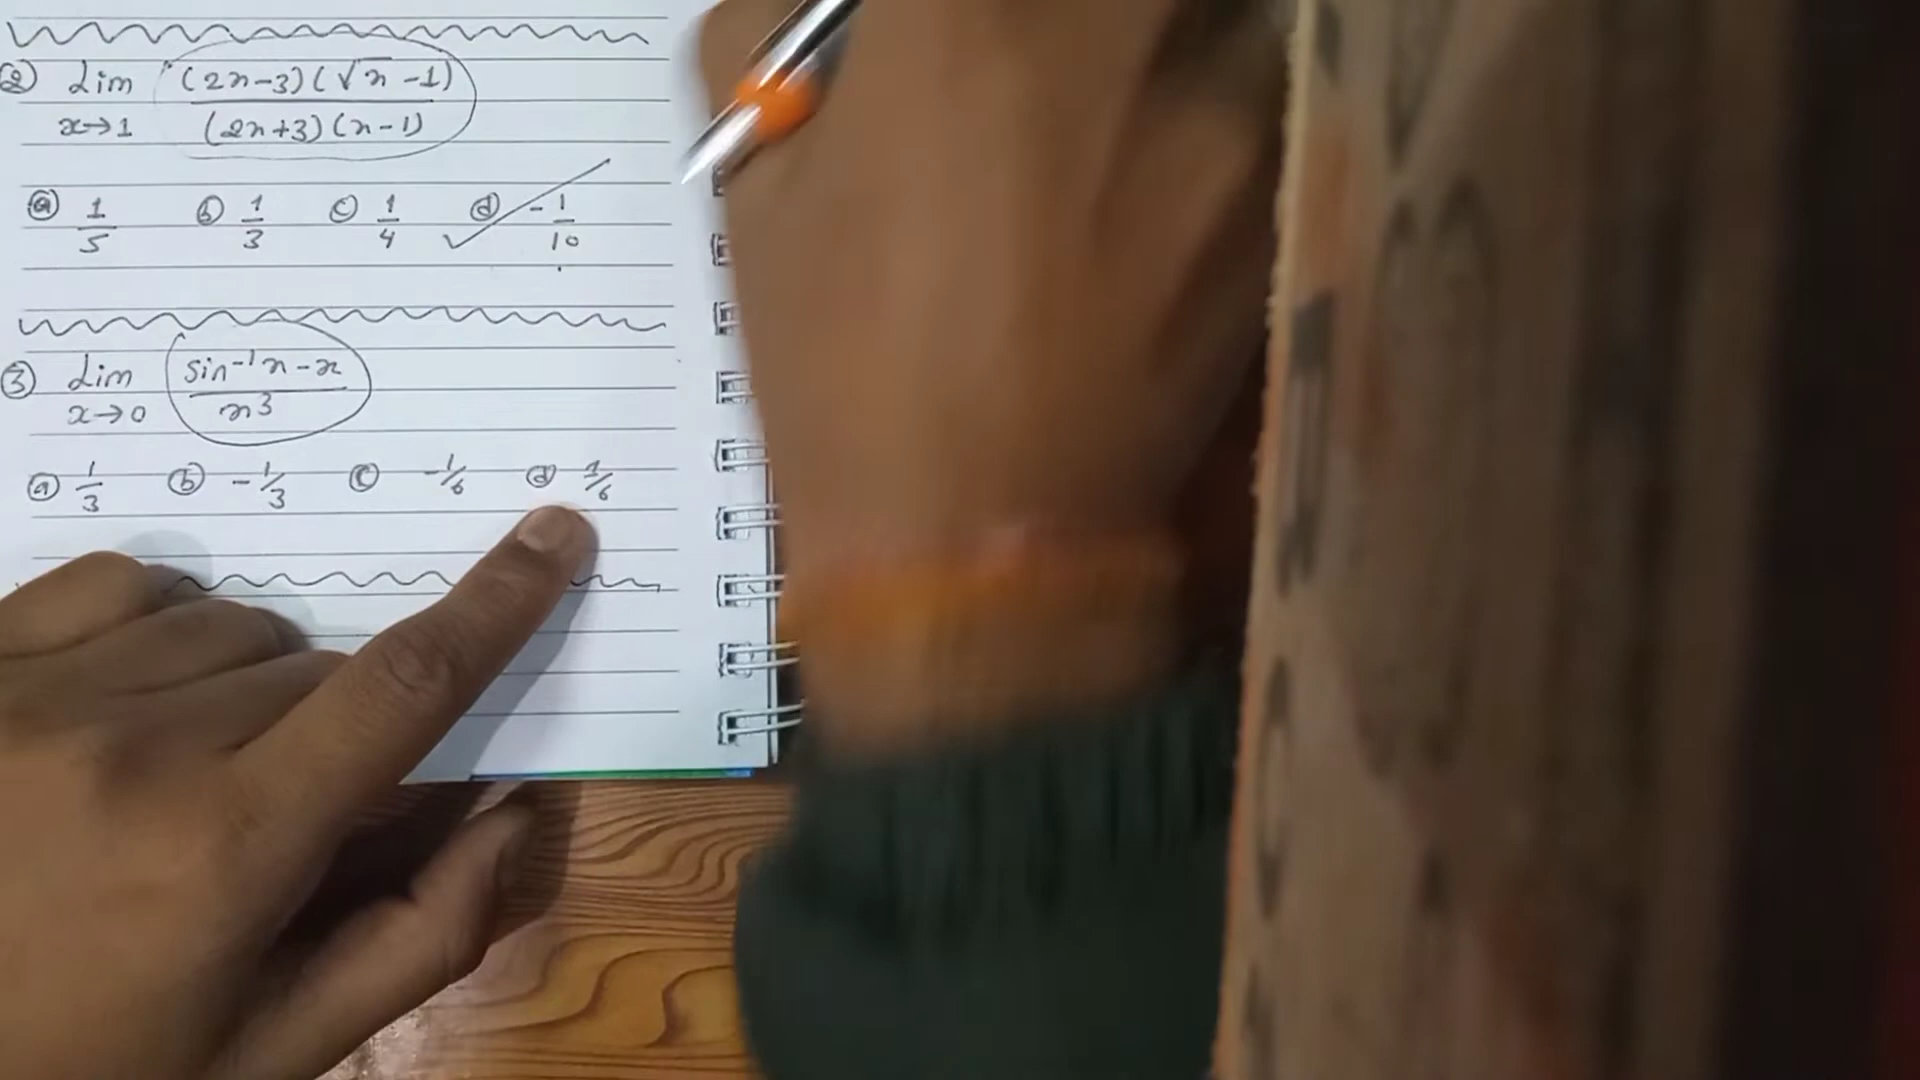 ② Lim (2x-3)(√x -1)
x→1 (2x+3)(x-1)
ⓐ 1/5 ⓑ 1/3 ⓒ 1/4 ⓓ -1/10
③ Lim sin⁻¹x - x
x→0 x³
ⓐ 1/3 ⓑ -1/3 ⓒ -1/6 ⓓ 1/6